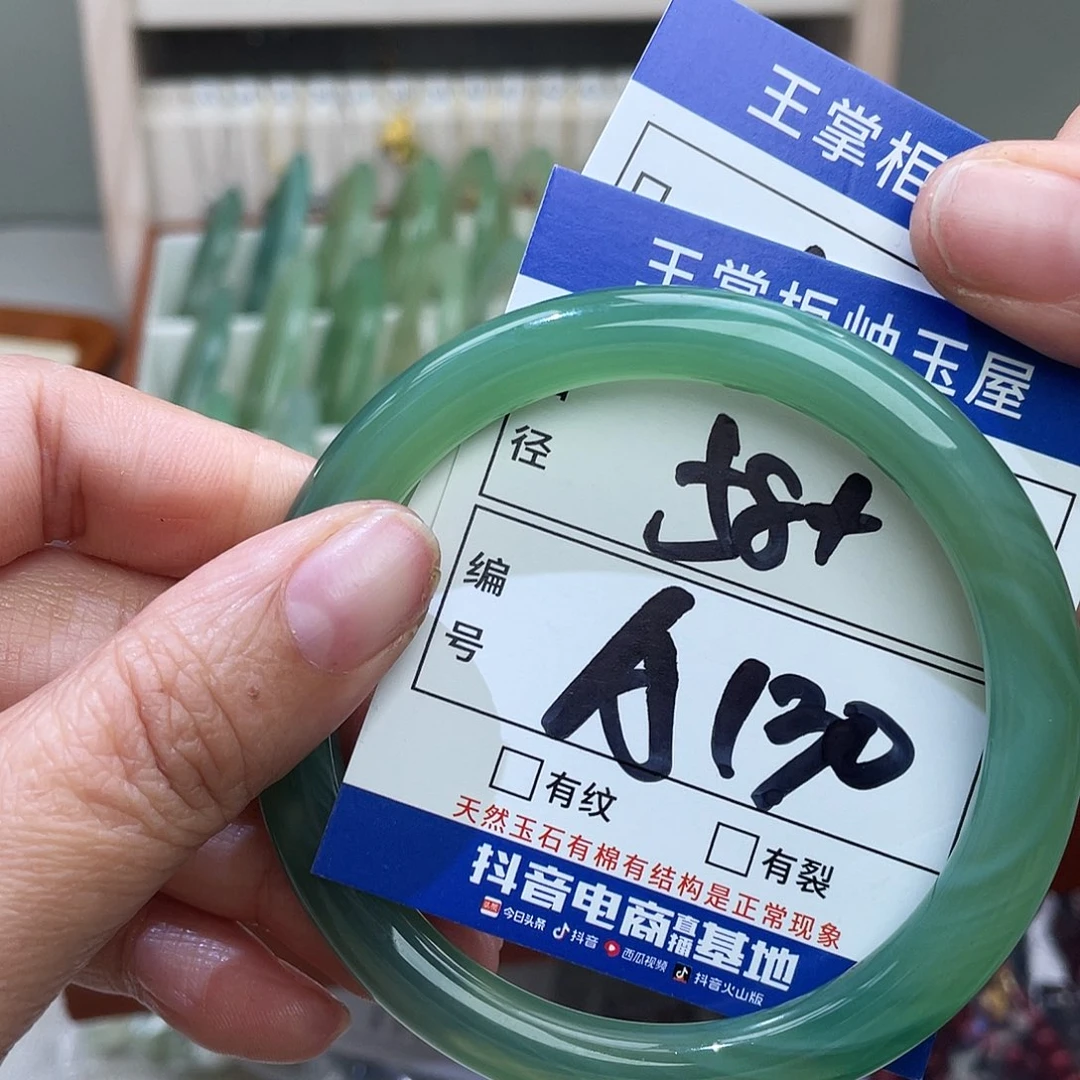 王掌柜
王掌柜岫玉屋
径
58+
编号
A130
有纹
有裂
天然玉石有棉有结构是正常现象
抖音电商直播基地
今日头条 抖音 西瓜视频 抖音火山版